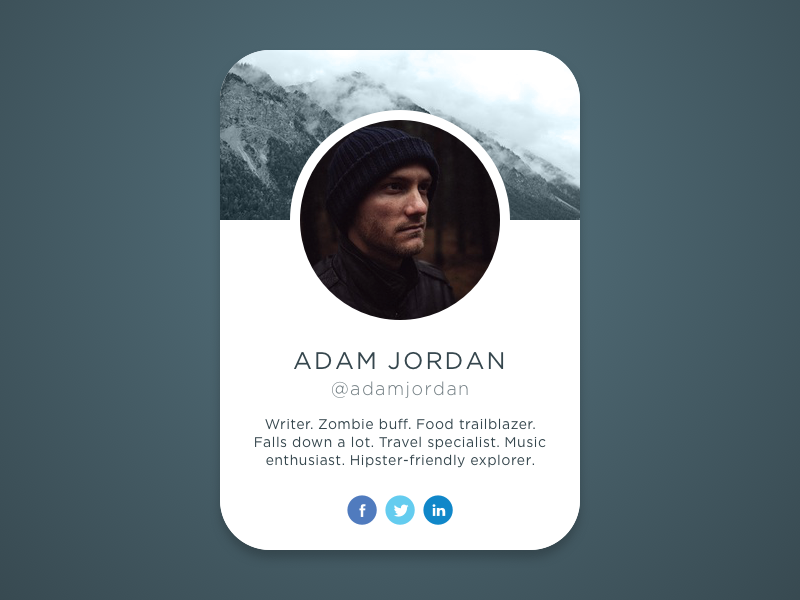 ADAM JORDAN
@adamjordan
Writer. Zombie buff. Food trailblazer.
Falls down a lot. Travel specialist. Music
enthusiast. Hipster-friendly explorer.
f in